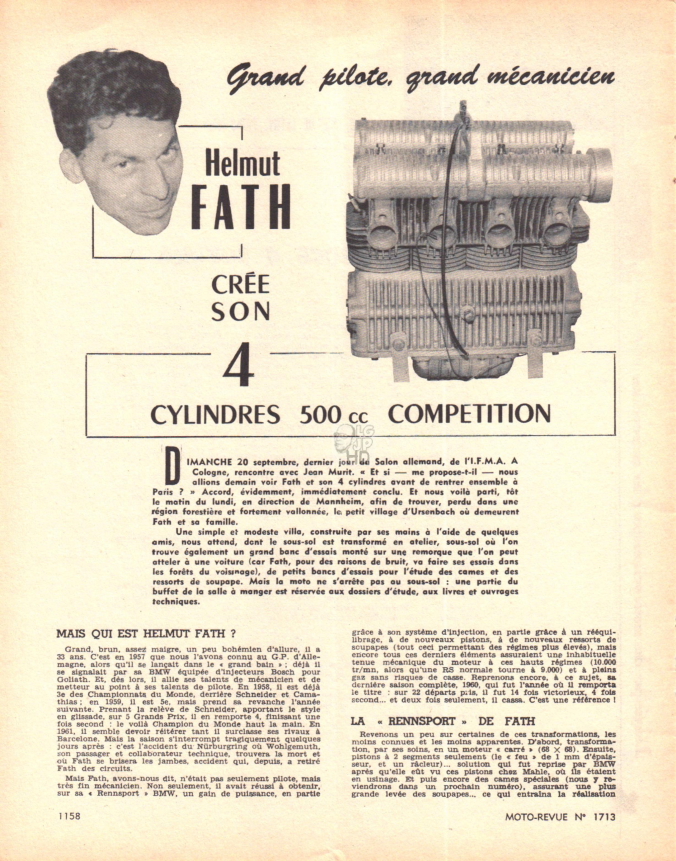 Grand pilote, grand mécanicien
Helmut
FATH
CRÉE
SON
4
CYLINDRES 500 cc COMPETITION
DIMANCHE 20 septembre, dernier jour du Salon allemand, de l'I.F.M.A. A
Cologne, rencontre avec Jean Murit. « Et si — me propose-t-il — nous
allions demain voir Fath et son 4 cylindres avant de rentrer ensemble à
Paris ? » Accord, évidemment, immédiatement conclu. Et nous voilà parti, tôt
le matin du lundi, en direction de Mannheim, afin de trouver, perdu dans une
région forestière et fortement vallonnée, le petit village d'Ursenbach où demeurent
Fath et sa famille.
Une simple et modeste villa, construite par ses mains à l'aide de quelques
amis, nous attend, dont le sous-sol est transformé en atelier, sous-sol où l'on
trouve également un grand banc d'essais monté sur une remorque que l'on peut
atteler à une voiture (car Fath, pour des raisons de bruit, va faire ses essais dans
les forêts du voisinage), de petits bancs d'essais pour l'étude des cames et des
ressorts de soupape. Mais la moto ne s'arrête pas au sous-sol : une partie du
buffet de la salle à manger est réservée aux dossiers d'étude, aux livres et ouvrages
techniques.
MAIS QUI EST HELMUT FATH ?
Grand, brun, assez maigre, un peu bohémien d'allure, il a
33 ans. C'est en 1957 que nous l'avons connu au G.P. d'Alle-
magne, alors qu'il se lançait dans le « grand bain » ; déjà il
se signalait par sa BMW équipée d'injecteurs Bosch pour
Goliath. Et, dès lors, il allie ses talents de mécanicien et de
metteur au point à ses talents de pilote. En 1958, il est déjà
3e des Championnats du Monde, derrière Schneider et Cama-
thias ; en 1959, il est 5e, mais prend sa revanche l'année
suivante. Prenant la relève de Schneider, apportant le style
en glissade, sur 5 Grands Prix, il en remporte 4, finissant une
fois second : le voilà Champion du Monde haut la main. En
1961, il semble devoir réitérer tant il surclasse ses rivaux à
Barcelone. Mais la saison s'interrompt tragiquement quelques
jours après : c'est l'accident du Nürburgring où Wohlgemuth,
son passager et collaborateur technique, trouvera la mort et
où Fath se brisera les jambes, accident qui, depuis, a retiré
Fath des circuits.
Mais Fath, avons-nous dit, n'était pas seulement pilote, mais
très fin mécanicien. Non seulement, il avait réussi à obtenir,
sur sa « Rennsport » BMW, un gain de puissance, en partie
grâce à son système d'injection, en partie grâce à un rééqui-
librage, à de nouveaux pistons, à de nouveaux ressorts de
soupapes (tout ceci permettant des régimes plus élevés), mais
encore tous ces derniers éléments assuraient une inhabituelle
tenue mécanique du moteur à ces hauts régimes (10.000
tr/mn, alors qu'une RS normale tourne à 9.000) et à pleins
gaz sans risques de casse. Reprenons encore, à ce sujet, sa
dernière saison complète, 1960, qui fut l'année où il remporta
le titre : sur 22 départs pris, il fut 14 fois victorieux, 4 fois
second... et deux fois seulement, il cassa. C'est une référence !
LA « RENNSPORT » DE FATH
Revenons un peu sur certaines de ces transformations, les
moins connues et les moins apparentes. D'abord, transforma-
tion, par ses soins, en un moteur « carré » (68 × 68). Ensuite,
pistons à 2 segments seulement (le « feu » de 1 mm d'épais-
seur, et un râcleur)... solution qui fut reprise par BMW
après qu'elle eût vu ces pistons chez Mahle, où ils étaient
en usinage. Et puis encore des cames spéciales (nous y re-
viendrons dans un prochain numéro), assurant une plus
grande levée des soupapes... ce qui entraîna la réalisation
1158
MOTO-REVUE N° 1713